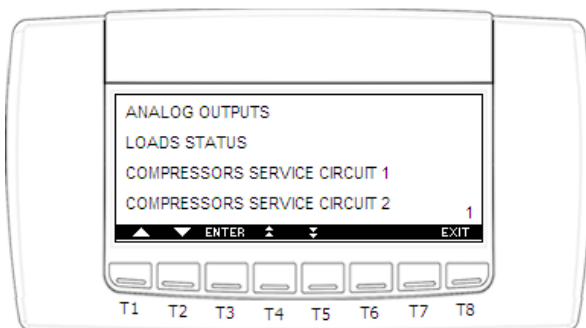 ANALOG OUTPUTS
LOADS STATUS
COMPRESSORS SERVICE CIRCUIT 1
COMPRESSORS SERVICE CIRCUIT 2
1
ENTER EXIT
T1 T2 T3 T4 T5 T6 T7 T8